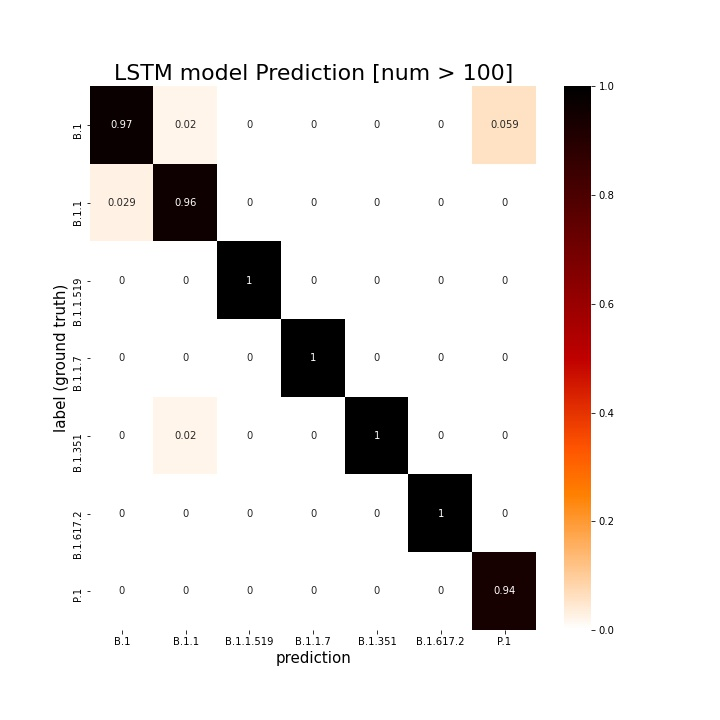 LSTM model Prediction [num > 100]
B.1 0.97 0.02 0 0 0 0 0.059
B.1.1 0.029 0.96 0 0 0 0 0
B.1.1.519 0 0 1 0 0 0 0
B.1.1.7 0 0 0 1 0 0 0
B.1.351 0 0.02 0 0 1 0 0
B.1.617.2 0 0 0 0 0 1 0
P.1 0 0 0 0 0 0 0.94
B.1 B.1.1 B.1.1.519 B.1.1.7 B.1.351 B.1.617.2 P.1
prediction
label (ground truth)
1.0
0.8
0.6
0.4
0.2
0.0